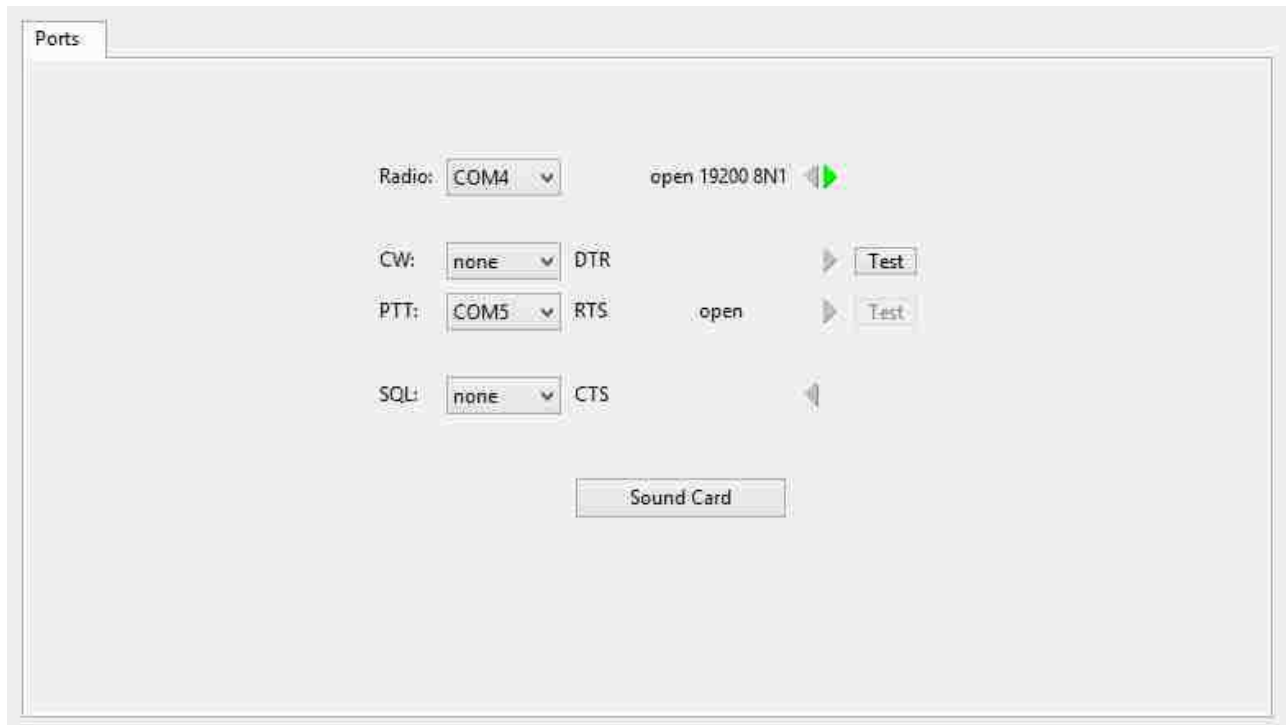 Ports
Radio: COM4 open 19200 8N1
CW: none DTR Test
PTT: COM5 RTS open Test
SQL: none CTS
Sound Card